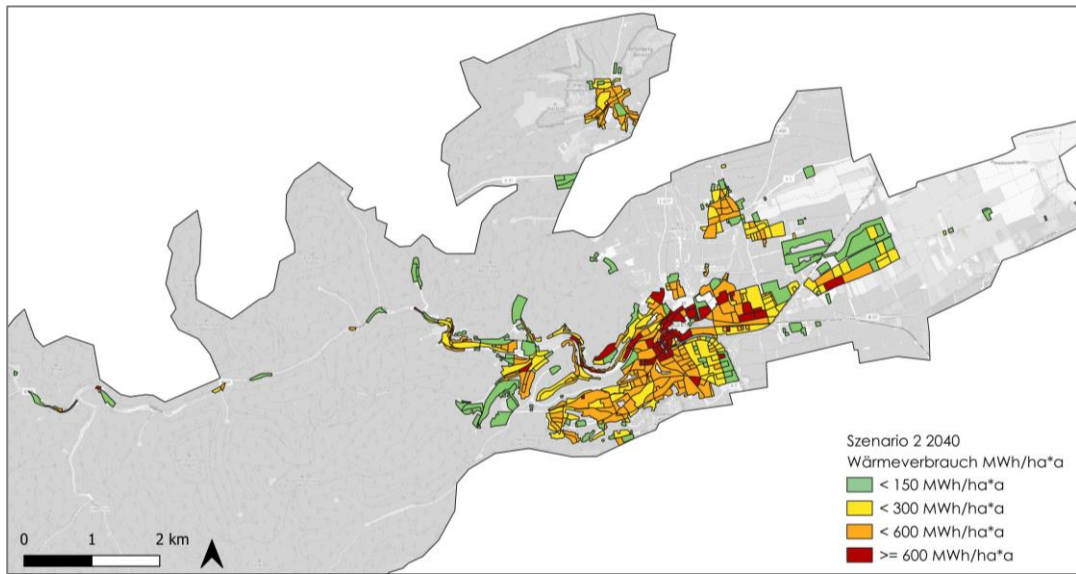 Szenario 2 2040
Wärmeverbrauch MWh/ha*a
< 150 MWh/ha*a
< 300 MWh/ha*a
< 600 MWh/ha*a
>= 600 MWh/ha*a
0 1 2 km